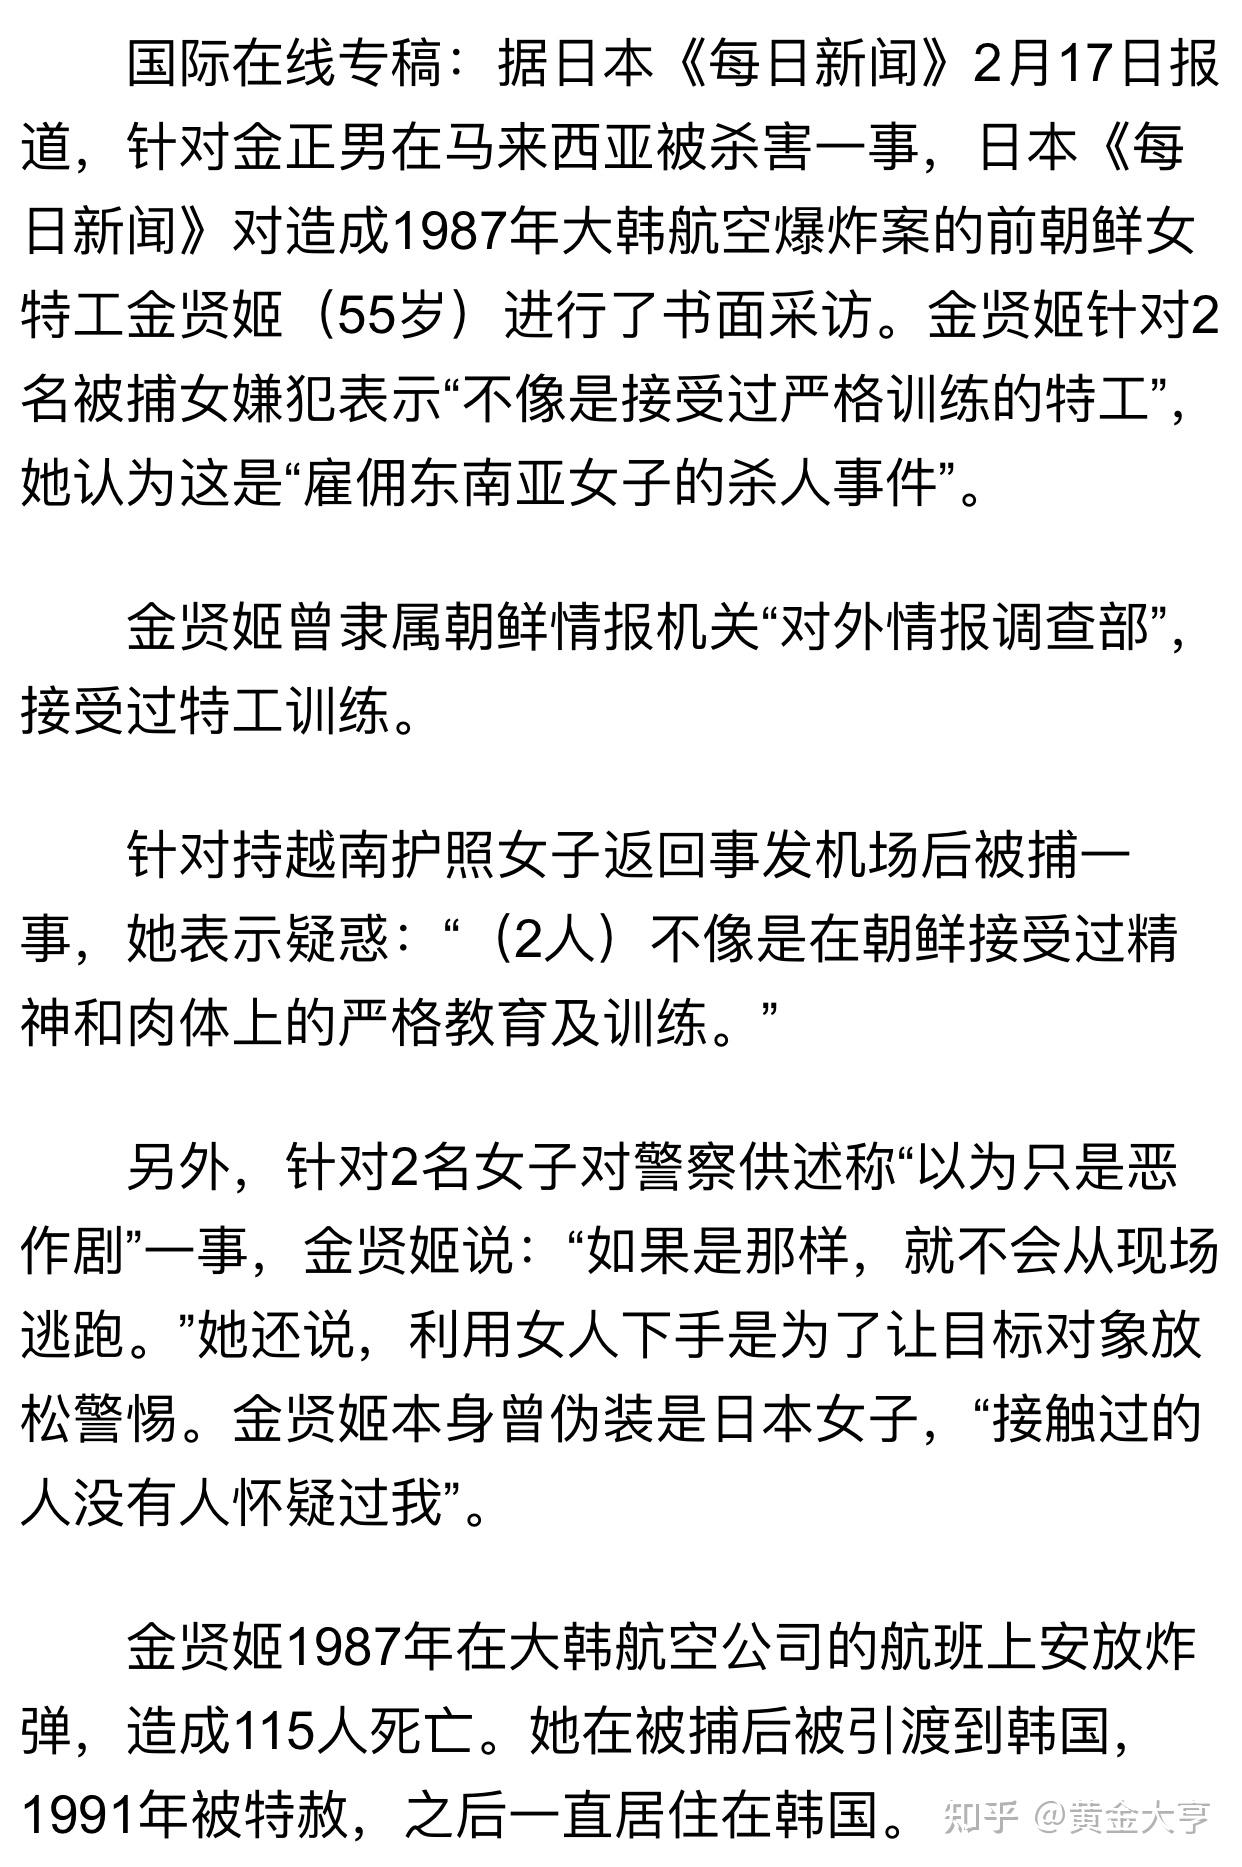 国际在线专稿：据日本《每日新闻》2月17日报
道，针对金正男在马来西亚被杀害一事，日本《每
日新闻》对造成1987年大韩航空爆炸案的前朝鲜女
特工金贤姬（55岁）进行了书面采访。金贤姬针对2
名被捕女嫌犯表示“不像是接受过严格训练的特工”，
她认为这是“雇佣东南亚女子的杀人事件”。
金贤姬曾隶属朝鲜情报机关“对外情报调查部”，
接受过特工训练。
针对持越南护照女子返回事发机场后被捕一
事，她表示疑惑：“（2人）不像是在朝鲜接受过精
神和肉体上的严格教育及训练。”
另外，针对2名女子对警察供述称“以为只是恶
作剧”一事，金贤姬说：“如果是那样，就不会从现场
逃跑。”她还说，利用女人下手是为了让目标对象放
松警惕。金贤姬本身曾伪装是日本女子，“接触过的
人没有人怀疑过我”。
金贤姬1987年在大韩航空公司的航班上安放炸
弹，造成115人死亡。她在被捕后被引渡到韩国，
1991年被特赦，之后一直居住在韩国。
知乎 @黄金大亨